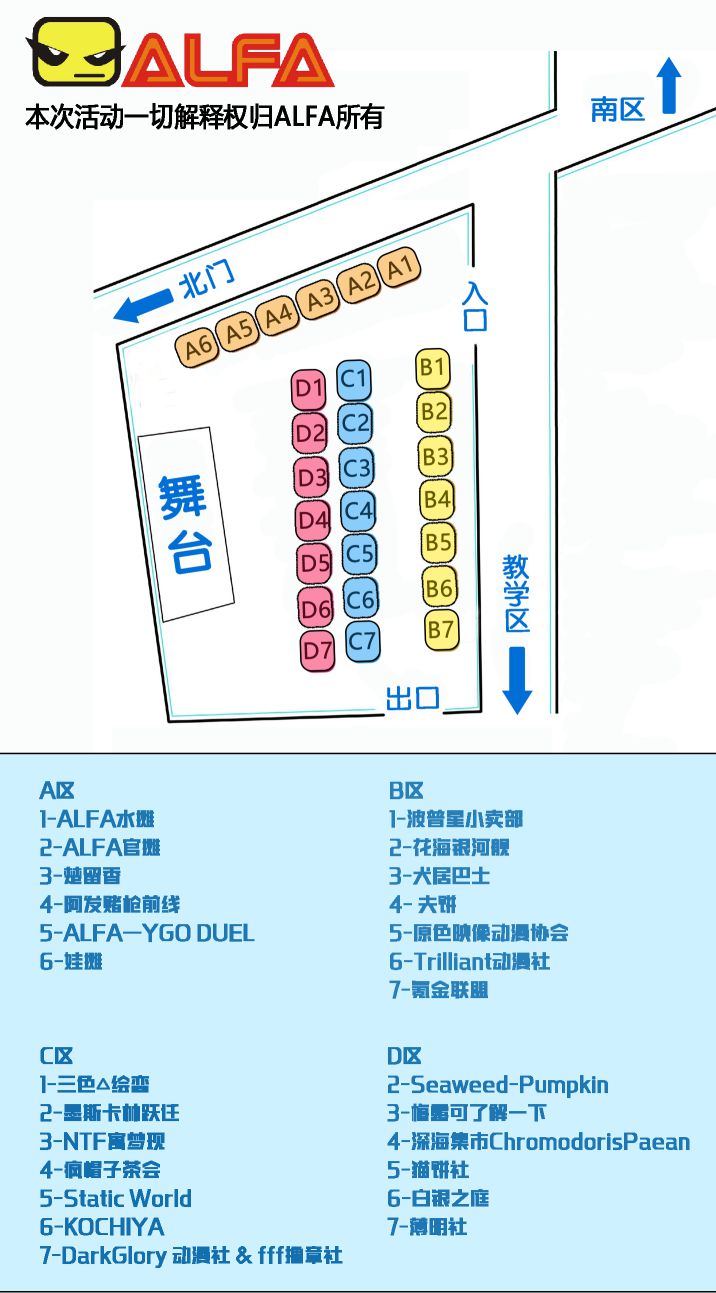 ALFA
本次活动一切解释权归ALFA所有
南区
北门
入口
A1
A2
A3
A4
A5
A6
D1
D2
D3
D4
D5
D6
D7
C1
C2
C3
C4
C5
C6
C7
B1
B2
B3
B4
B5
B6
B7
舞台
教学区
出口
A区
1-ALFA水摊
2-ALFA官摊
3-楚留香
4-阿发赌枪前线
5-ALFA—YGO DUEL
6-娃摊
B区
1-波普星小卖部
2-花海银河舰
3-犬居巴士
4- 夫饼
5-原色映像动漫协会
6-Trilliant动漫社
7-氪金联盟
C区
1-三色△绘鸾
2-墨斯卡林跃迁
3-NTF寓梦现
4-疯帽子茶会
5-Static World
6-KOCHIYA
7-DarkGlory 动漫社 & fff撸章社
D区
2-Seaweed-Pumpkin
3-梅露可了解一下
4-深海集市ChromodorisPaean
5-猫饼社
6-白银之庭
7-薄明社